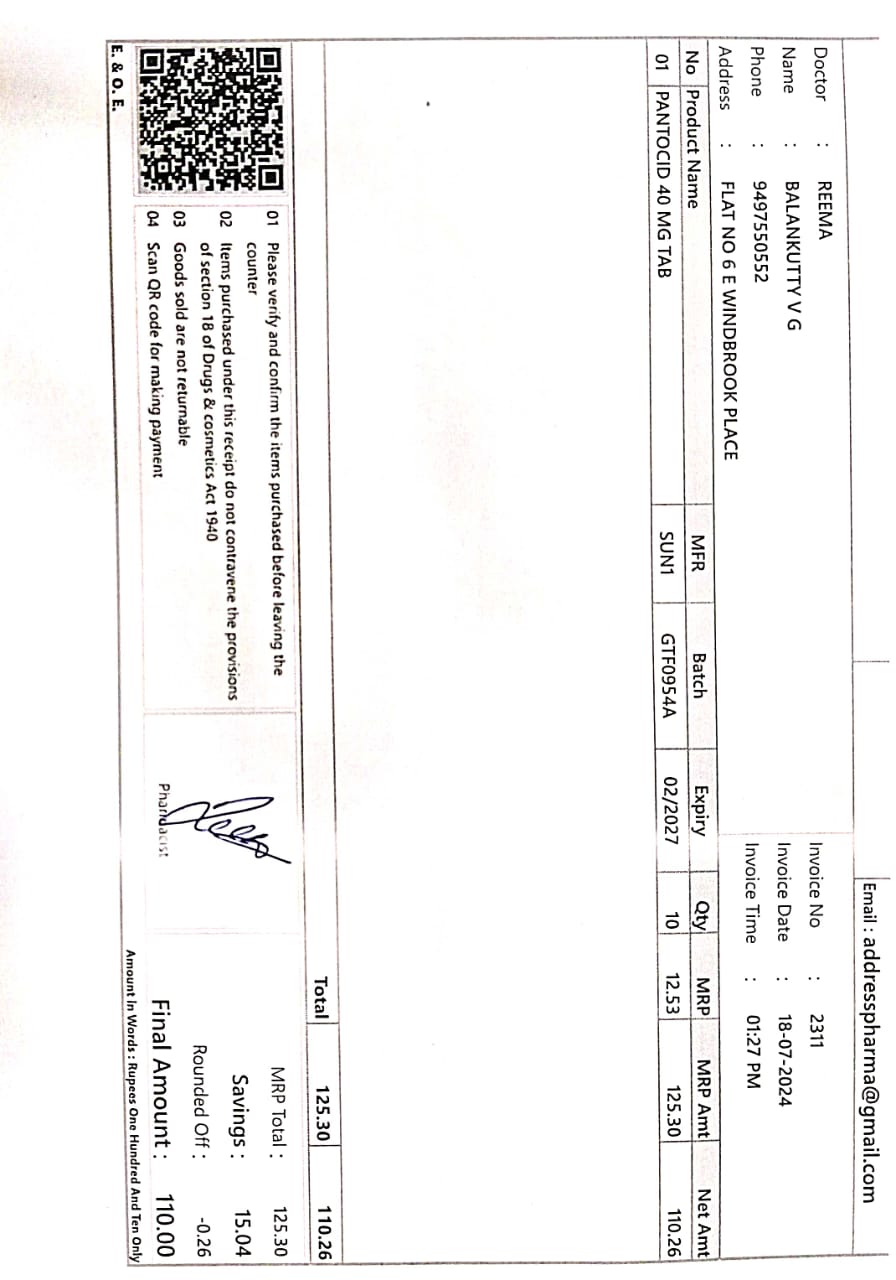 Email : addresspharma@gmail.com
Doctor : REEMA
Name : BALANKUTTY V G
Phone : 9497550552
Address : FLAT NO 6 E WINDBROOK PLACE
Invoice No : 2311
Invoice Date : 18-07-2024
Invoice Time : 01:27 PM
No Product Name MFR Batch Expiry Qty MRP MRP Amt Net Amt
01 PANTOCID 40 MG TAB SUN1 GTF0954A 02/2027 10 12.53 125.30 110.26
Total 125.30 110.26
01 Please verify and confirm the items purchased before leaving the
counter
02 Items purchased under this receipt do not contravene the provisions
of section 18 of Drugs & cosmetics Act 1940
03 Goods sold are not returnable
04 Scan QR code for making payment
E. & O. E.
Pharmacist
MRP Total : 125.30
Savings : 15.04
Rounded Off : -0.26
Final Amount : 110.00
Amount In Words : Rupees One Hundred And Ten Only